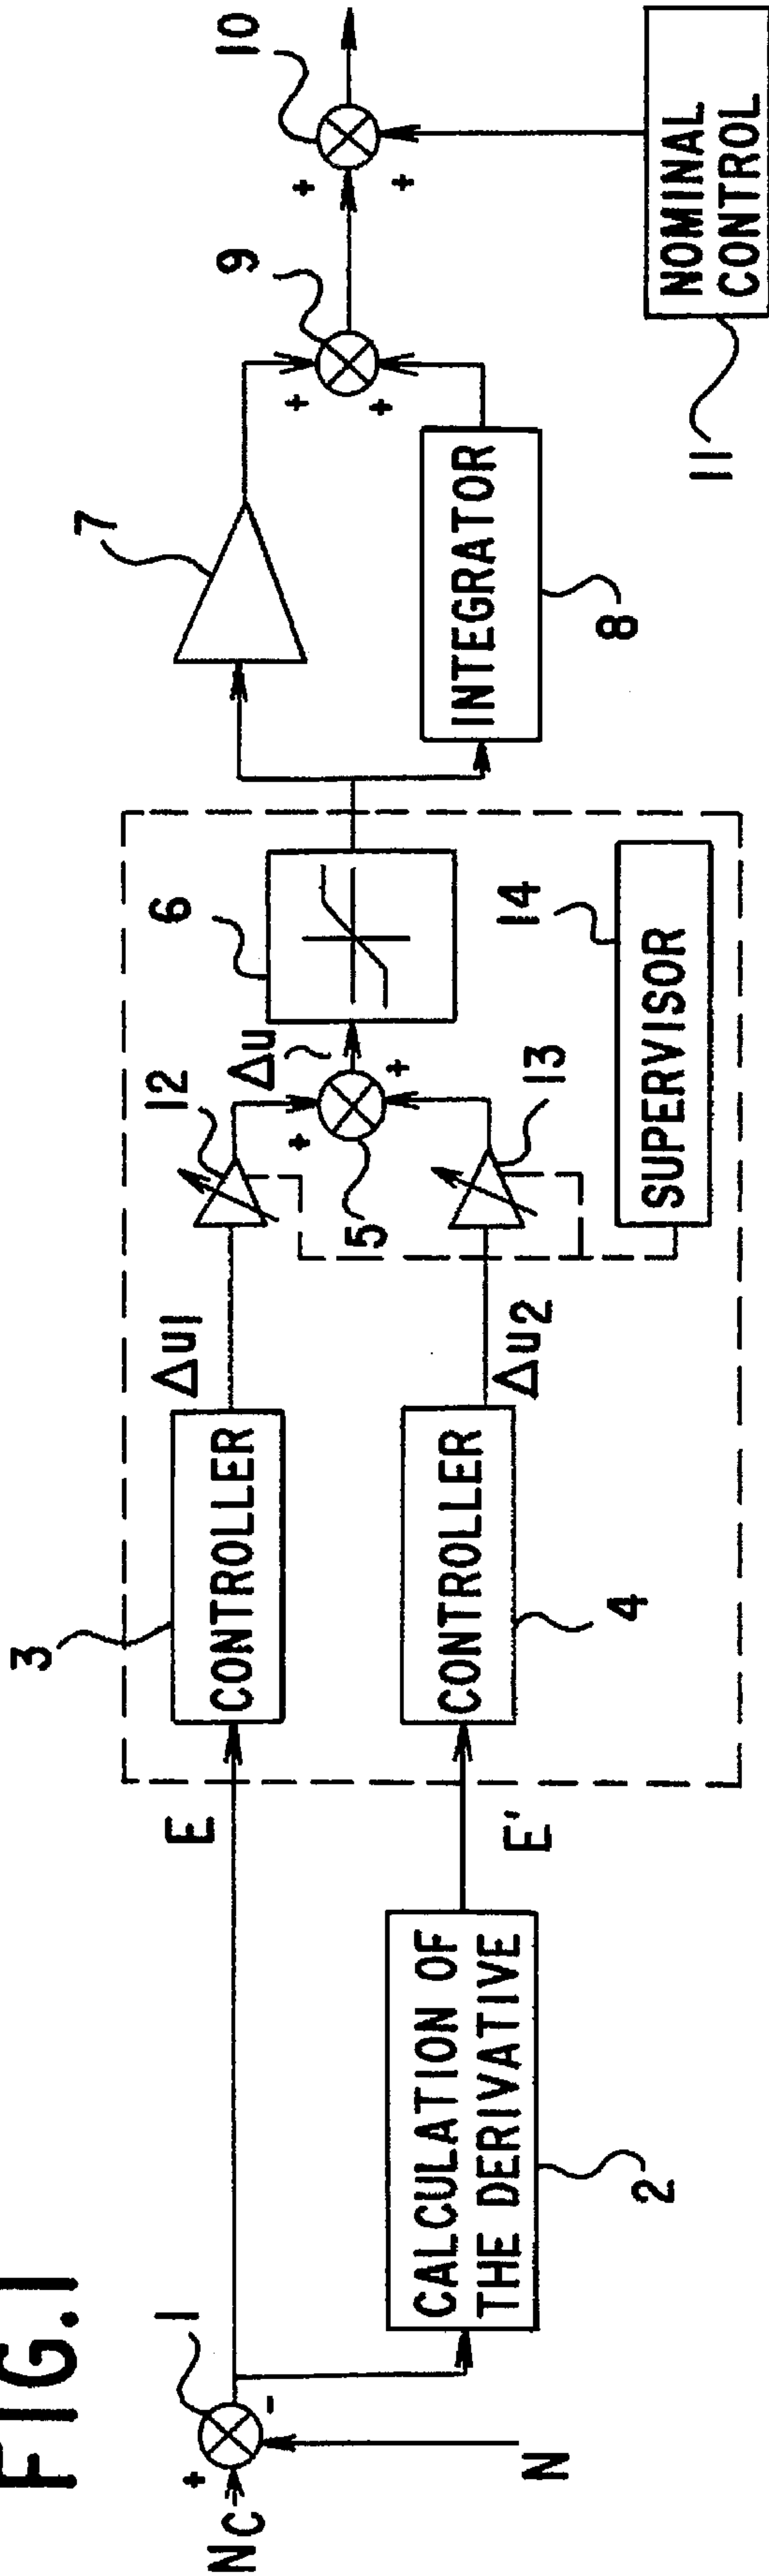 FIG.1
NC
+
-
1
N
E
CALCULATION OF
THE DERIVATIVE
2
E'
3
CONTROLLER
Δu1
CONTROLLER
4
Δu2
12
+
5
Δu
+
13
6
14
SUPERVISOR
7
INTEGRATOR
8
9
+
+
10
+
+
NOMINAL
CONTROL
11